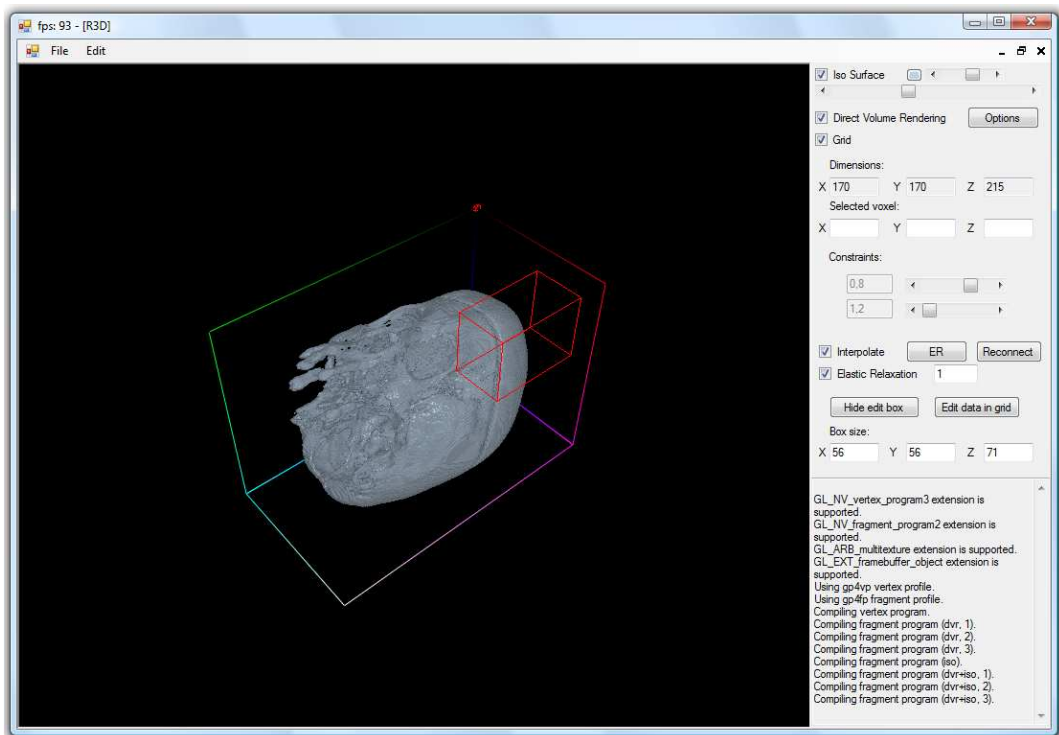 fps: 93 - [R3D]
File Edit
Iso Surface
Direct Volume Rendering Options
Grid
Dimensions:
X 170 Y 170 Z 215
Selected voxel:
X Y Z
Constraints:
0,8
1,2
Interpolate ER Reconnect
Elastic Relaxation 1
Hide edit box Edit data in grid
Box size:
X 56 Y 56 Z 71
GL_NV_vertex_program3 extension is
supported.
GL_NV_fragment_program2 extension is
supported.
GL_ARB_multitexture extension is supported.
GL_EXT_framebuffer_object extension is
supported.
Using gp4vp vertex profile.
Using gp4fp fragment profile.
Compiling vertex program.
Compiling fragment program (dvr, 1).
Compiling fragment program (dvr, 2).
Compiling fragment program (dvr, 3).
Compiling fragment program (iso).
Compiling fragment program (dvr+iso, 1).
Compiling fragment program (dvr+iso, 2).
Compiling fragment program (dvr+iso, 3).